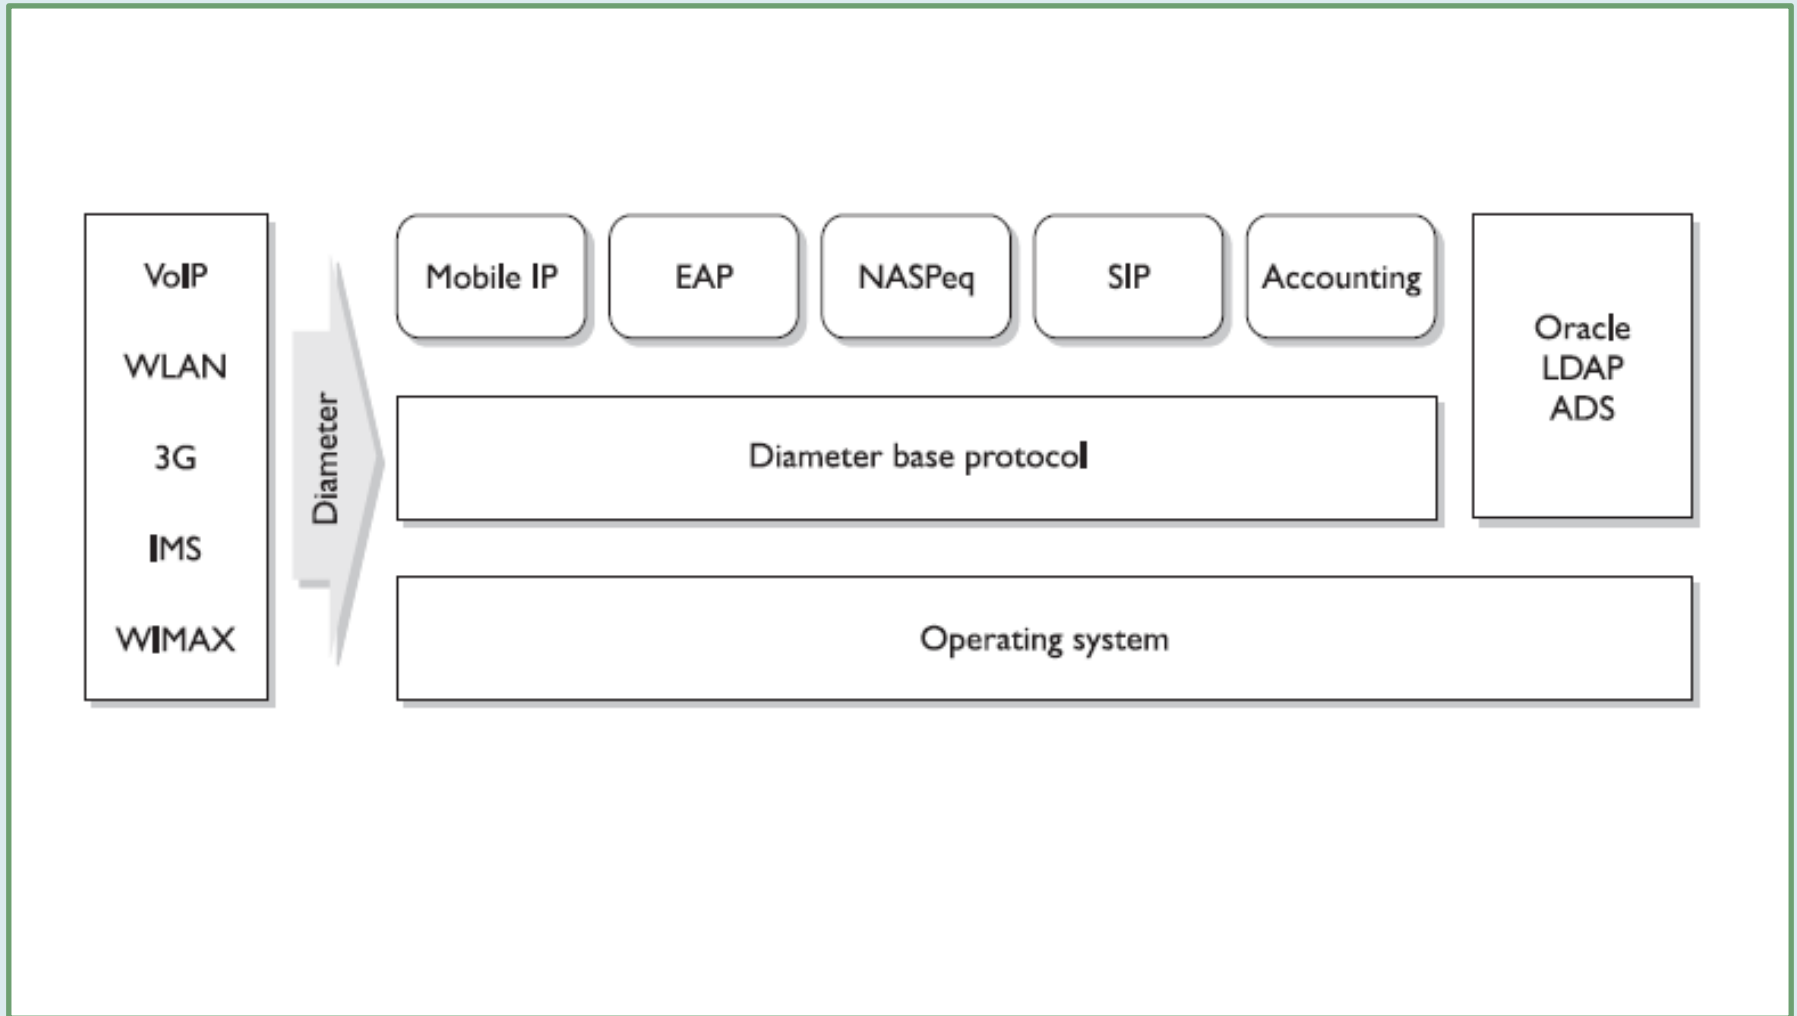 VoIP
WLAN
3G
IMS
WIMAX
Diameter
Mobile IP
EAP
NASPeq
SIP
Accounting
Diameter base protocol
Operating system
Oracle
LDAP
ADS